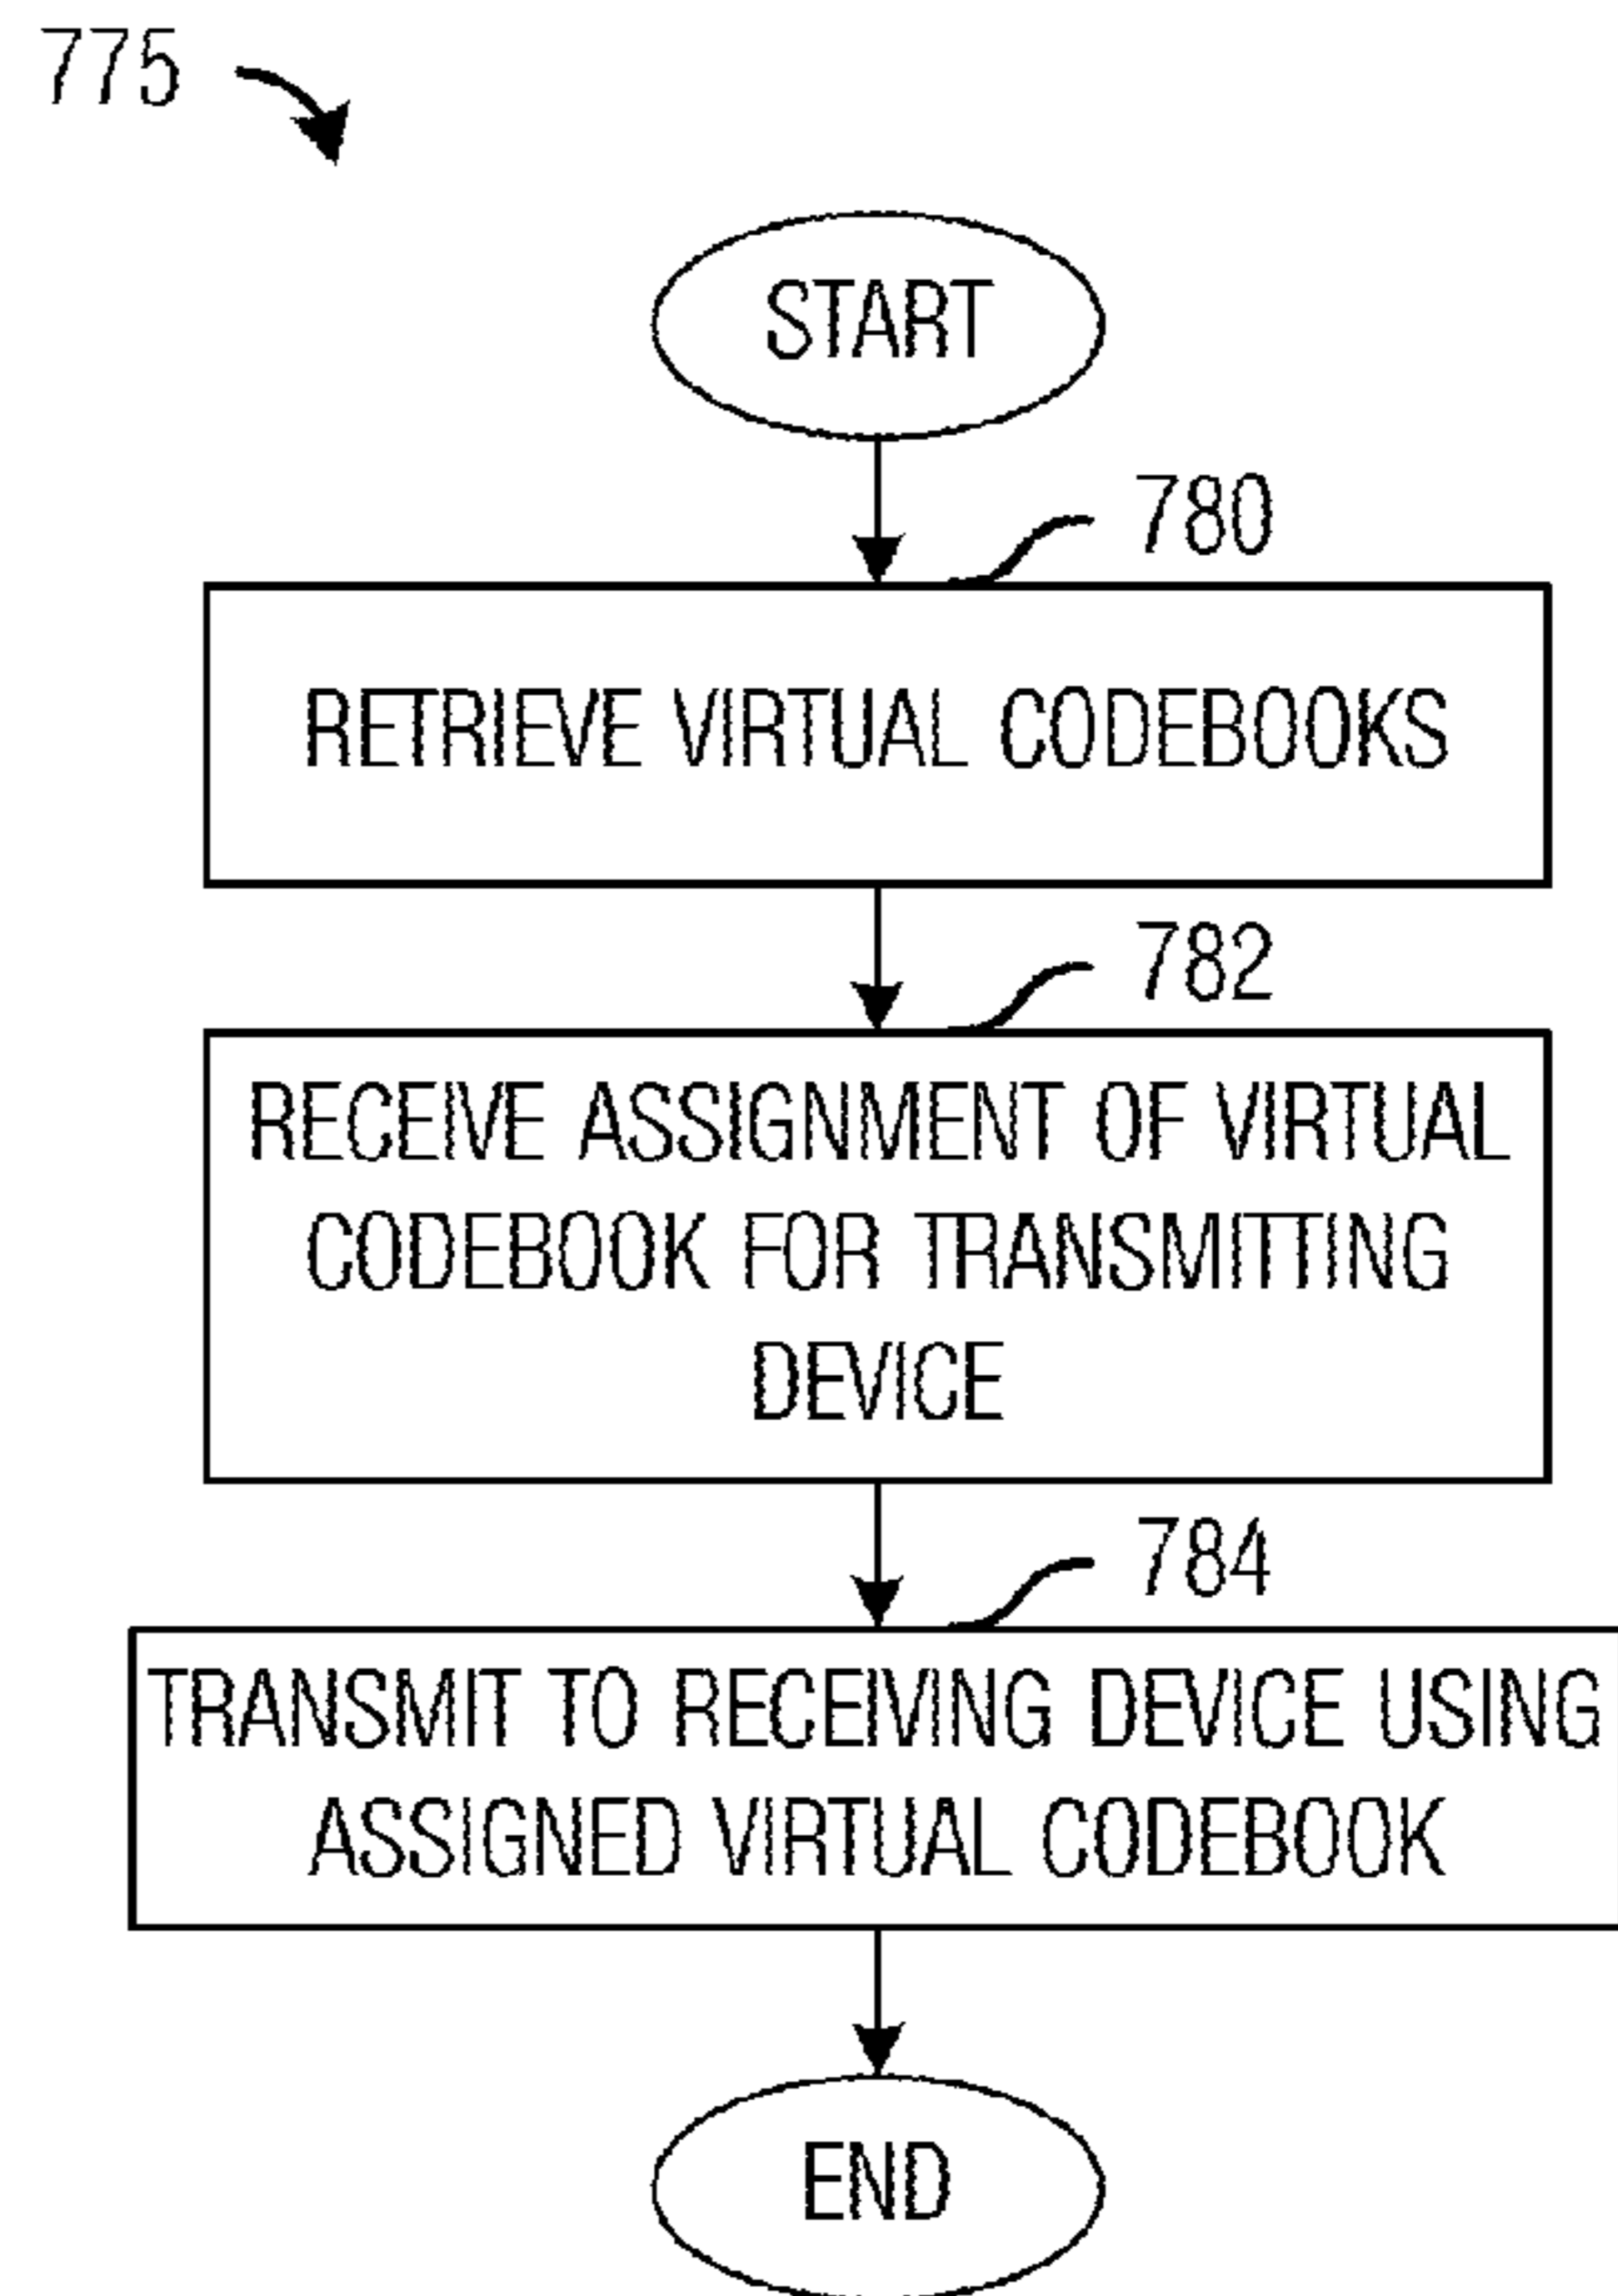 775
START
780
RETRIEVE VIRTUAL CODEBOOKS
782
RECEIVE ASSIGNMENT OF VIRTUAL
CODEBOOK FOR TRANSMITTING
DEVICE
784
TRANSMIT TO RECEIVING DEVICE USING
ASSIGNED VIRTUAL CODEBOOK
END